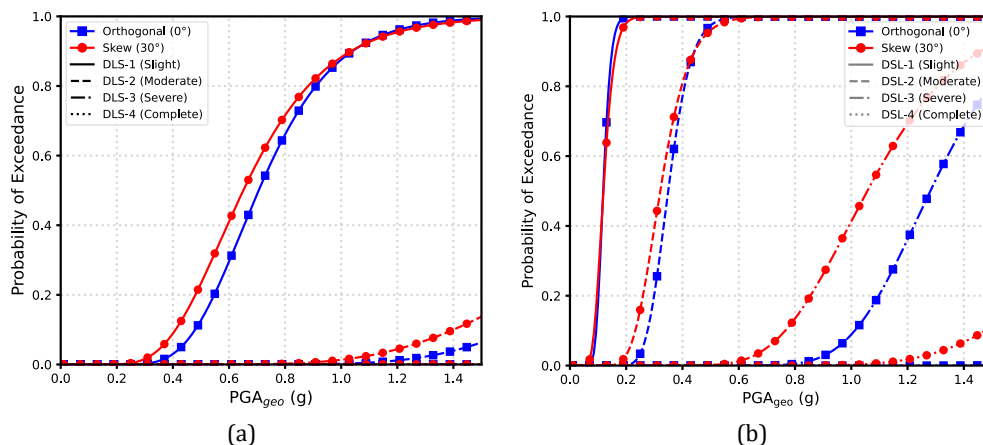 Orthogonal (0°)
Skew (30°)
DLS-1 (Slight)
DLS-2 (Moderate)
DLS-3 (Severe)
DLS-4 (Complete)
Probability of Exceedance
1.0
0.8
0.6
0.4
0.2
0.0
0.0 0.2 0.4 0.6 0.8 1.0 1.2 1.4
PGAgeo (g)
(a)
Orthogonal (0°)
Skew (30°)
DSL-1 (Slight)
DSL-2 (Moderate)
DSL-3 (Severe)
DSL-4 (Complete)
Probability of Exceedance
1.0
0.8
0.6
0.4
0.2
0.0
0.0 0.2 0.4 0.6 0.8 1.0 1.2 1.4
PGAgeo (g)
(b)